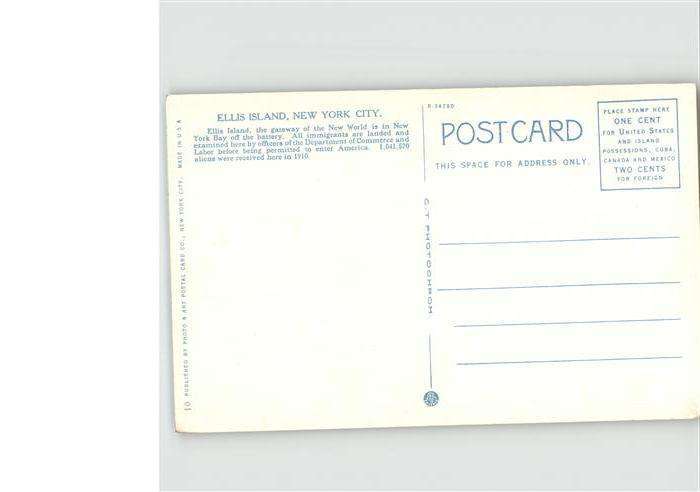 ELLIS ISLAND, NEW YORK CITY.
Ellis Island, the gateway of the New World is in New
York Bay off the battery. All immigrants are landed and
examined here by officers of the Department of Commerce and
Labor before being permitted to enter America. 1,041,570
aliens were received here in 1910.
POSTCARD
THIS SPACE FOR ADDRESS ONLY.
PLACE STAMP HERE
ONE CENT
FOR UNITED STATES
AND ISLAND
POSSESSIONS, CUBA,
CANADA AND MEXICO
TWO CENTS
FOR FOREIGN
10 PUBLISHED BY PHOTO & ART POSTAL CARD CO., NEW YORK CITY. MADE IN U S A